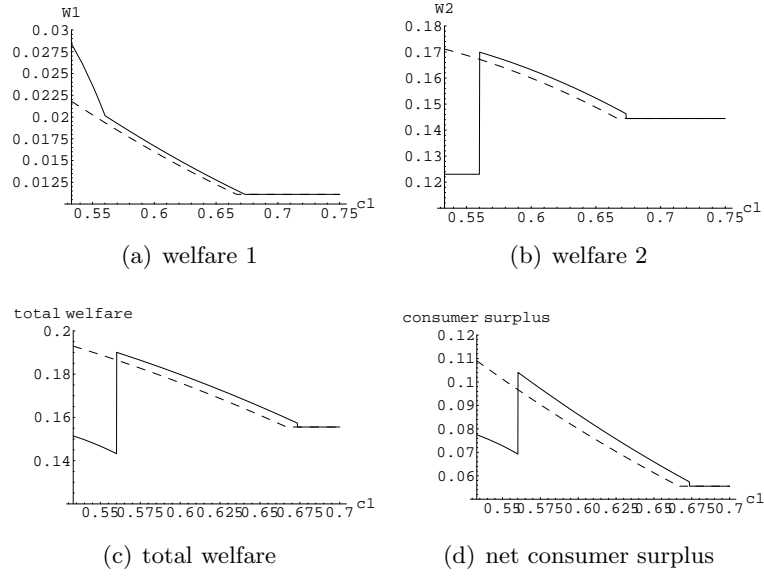 W1
0.03
0.0275
0.025
0.0225
0.02
0.0175
0.015
0.0125
0.55 0.6 0.65 0.7 0.75 c1
(a) welfare 1
W2
0.18
0.17
0.16
0.15
0.14
0.13
0.12
0.55 0.6 0.65 0.7 0.75 c1
(b) welfare 2
total welfare
0.2
0.18
0.16
0.14
0.55 0.575 0.6 0.625 0.65 0.675 0.7 c1
(c) total welfare
consumer surplus
0.12
0.11
0.1
0.09
0.08
0.07
0.06
0.55 0.575 0.6 0.625 0.65 0.675 0.7 c1
(d) net consumer surplus